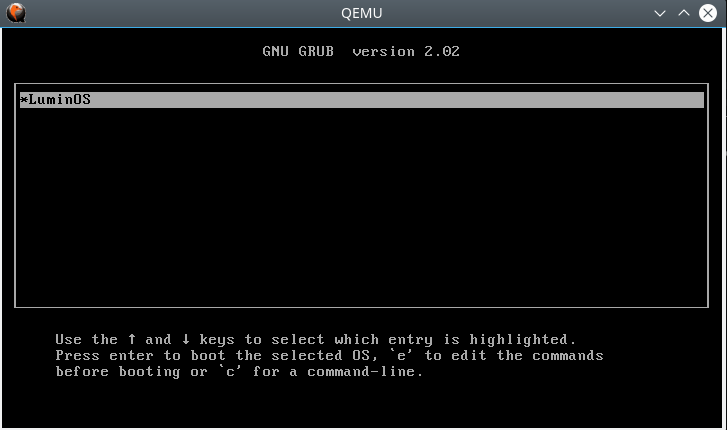 QEMU
GNU GRUB  version 2.02
*LuminOS
Use the ↑ and ↓ keys to select which entry is highlighted.
Press enter to boot the selected OS, `e' to edit the commands
before booting or `c' for a command-line.